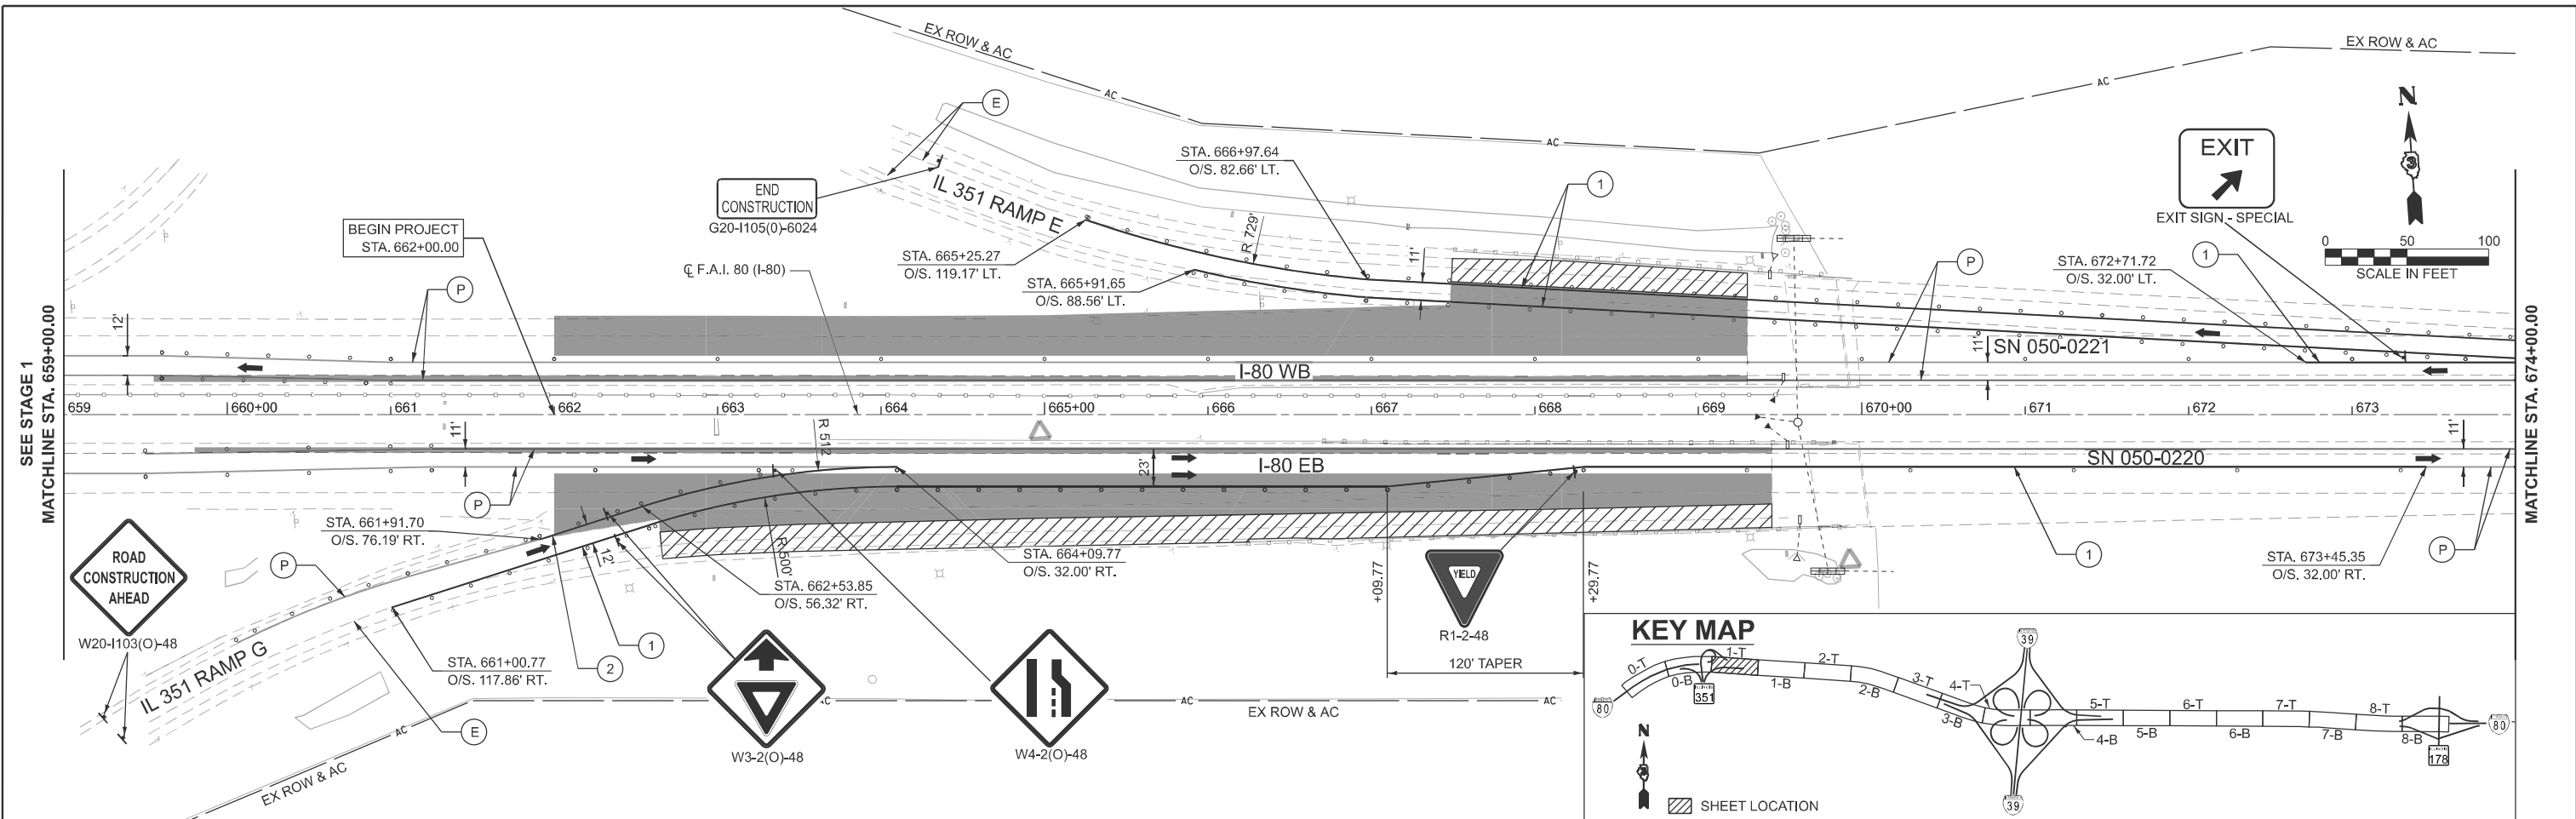 EX ROW & AC
AC
AC
AC
EX ROW & AC
AC
N
3
0 50 100
SCALE IN FEET
EXIT
EXIT SIGN - SPECIAL
1
STA. 672+71.72
O/S. 32.00' LT.
P
E
IL 351 RAMP E
END
CONSTRUCTION
G20-I105(0)-6024
STA. 666+97.64
O/S. 82.66' LT.
1
R 729'
11'
STA. 665+25.27
O/S. 119.17' LT.
STA. 665+91.65
O/S. 88.56' LT.
BEGIN PROJECT
STA. 662+00.00
℄ F.A.I. 80 (I-80)
P
12'
SEE STAGE 1
MATCHLINE STA. 659+00.00
MATCHLINE STA. 674+00.00
I-80 WB
11'
SN 050-0221
659 660+00 661 662 663 664 665+00 666 667 668 669 670+00 671 672 673
11'
R 512
23'
I-80 EB
SN 050-0220
11'
P
STA. 661+91.70
O/S. 76.19' RT.
ROAD
CONSTRUCTION
AHEAD
W20-I103(O)-48
P
IL 351 RAMP G
12'
R 500'
STA. 662+53.85
O/S. 56.32' RT.
STA. 664+09.77
O/S. 32.00' RT.
1
2
STA. 661+00.77
O/S. 117.86' RT.
E
W3-2(O)-48
W4-2(O)-48
+09.77
YIELD
R1-2-48
+29.77
120' TAPER
1
STA. 673+45.35
O/S. 32.00' RT.
P
AC
EX ROW & AC
AC
AC
AC
EX ROW & AC
AC
KEY MAP
0-T
1-T
2-T
3-T
4-T
5-T
6-T
7-T
8-T
0-B
1-B
2-B
3-B
4-B
5-B
6-B
7-B
8-B
80
351
39
39
178
80
N
SHEET LOCATION